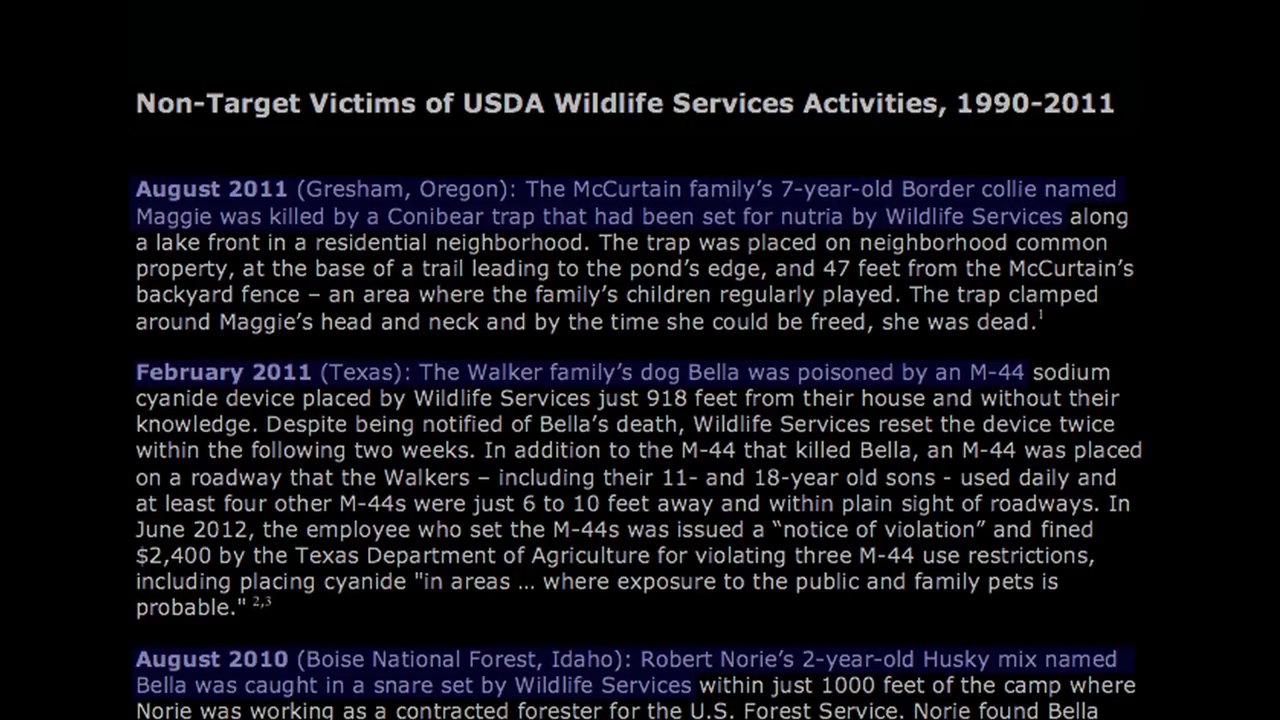 Non-Target Victims of USDA Wildlife Services Activities, 1990-2011
August 2011 (Gresham, Oregon): The McCurtain family’s 7-year-old Border collie named
Maggie was killed by a Conibear trap that had been set for nutria by Wildlife Services along
a lake front in a residential neighborhood. The trap was placed on neighborhood common
property, at the base of a trail leading to the pond’s edge, and 47 feet from the McCurtain’s
backyard fence – an area where the family’s children regularly played. The trap clamped
around Maggie’s head and neck and by the time she could be freed, she was dead.1
February 2011 (Texas): The Walker family’s dog Bella was poisoned by an M-44 sodium
cyanide device placed by Wildlife Services just 918 feet from their house and without their
knowledge. Despite being notified of Bella’s death, Wildlife Services reset the device twice
within the following two weeks. In addition to the M-44 that killed Bella, an M-44 was placed
on a roadway that the Walkers – including their 11- and 18-year old sons - used daily and
at least four other M-44s were just 6 to 10 feet away and within plain sight of roadways. In
June 2012, the employee who set the M-44s was issued a “notice of violation” and fined
$2,400 by the Texas Department of Agriculture for violating three M-44 use restrictions,
including placing cyanide "in areas … where exposure to the public and family pets is
probable." 2,3
August 2010 (Boise National Forest, Idaho): Robert Norie’s 2-year-old Husky mix named
Bella was caught in a snare set by Wildlife Services within just 1000 feet of the camp where
Norie was working as a contracted forester for the U.S. Forest Service. Norie found Bella